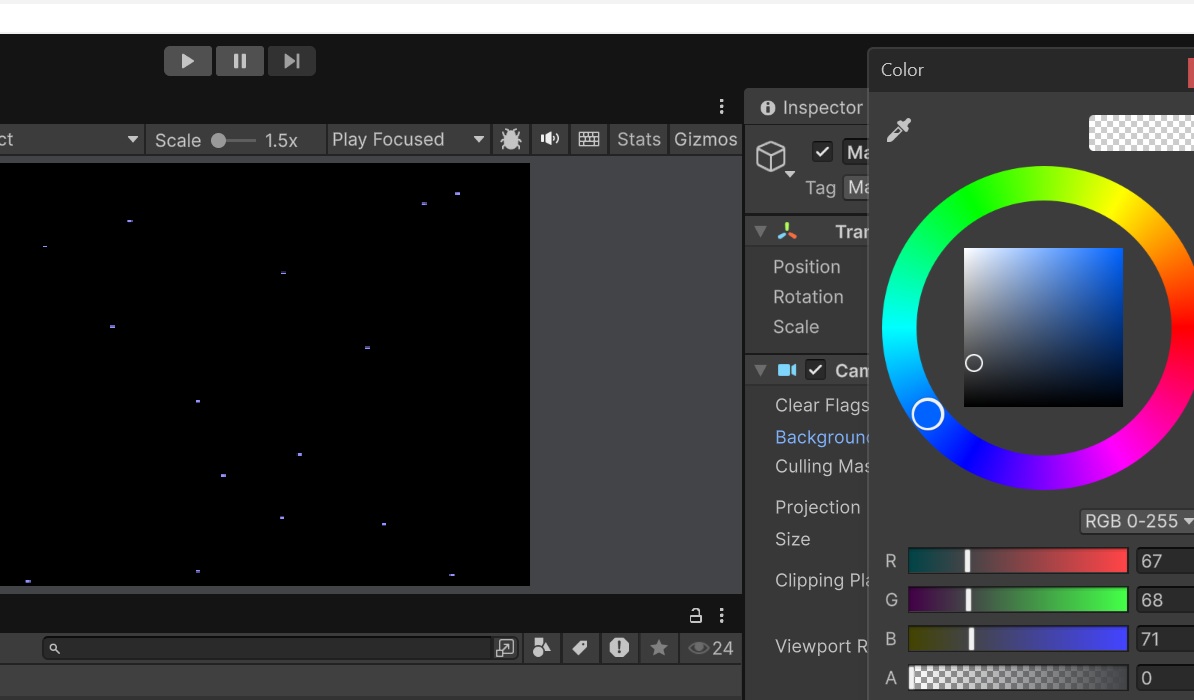 Color
Inspector
ct
Scale
1.5x
Play Focused
Stats
Gizmos
Ma
Tag
Ma
Tran
Position
Rotation
Scale
Cam
Clear Flags
Background
Culling Mas
Projection
Size
Clipping Pla
Viewport R
RGB 0-255
R
67
G
68
B
71
A
0
24